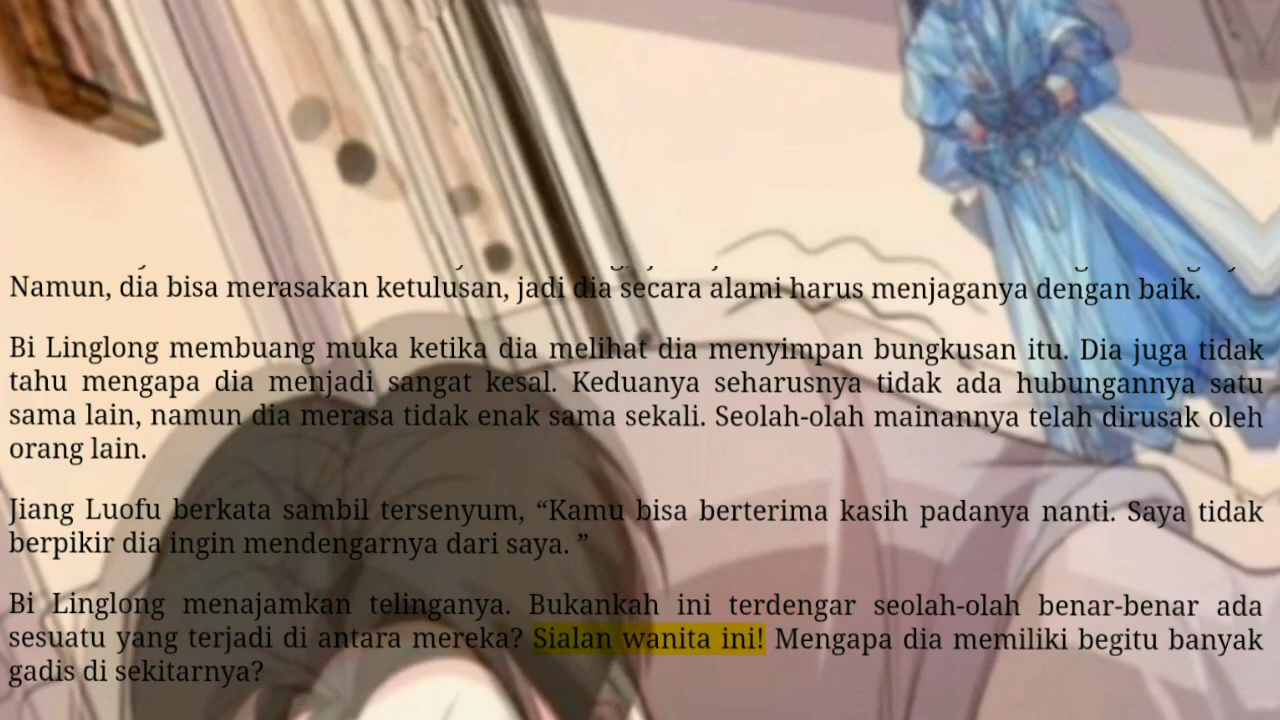 Namun, dia bisa merasakan ketulusan, jadi dia secara alami harus menjaganya dengan baik.
Bi Linglong membuang muka ketika dia melihat dia menyimpan bungkusan itu. Dia juga tidak
tahu mengapa dia menjadi sangat kesal. Keduanya seharusnya tidak ada hubungannya satu
sama lain, namun dia merasa tidak enak sama sekali. Seolah-olah mainannya telah dirusak oleh
orang lain.
Jiang Luofu berkata sambil tersenyum, “Kamu bisa berterima kasih padanya nanti. Saya tidak
berpikir dia ingin mendengarnya dari saya. ”
Bi Linglong menajamkan telinganya. Bukankah ini terdengar seolah-olah benar-benar ada
sesuatu yang terjadi di antara mereka? Sialan wanita ini! Mengapa dia memiliki begitu banyak
gadis di sekitarnya?